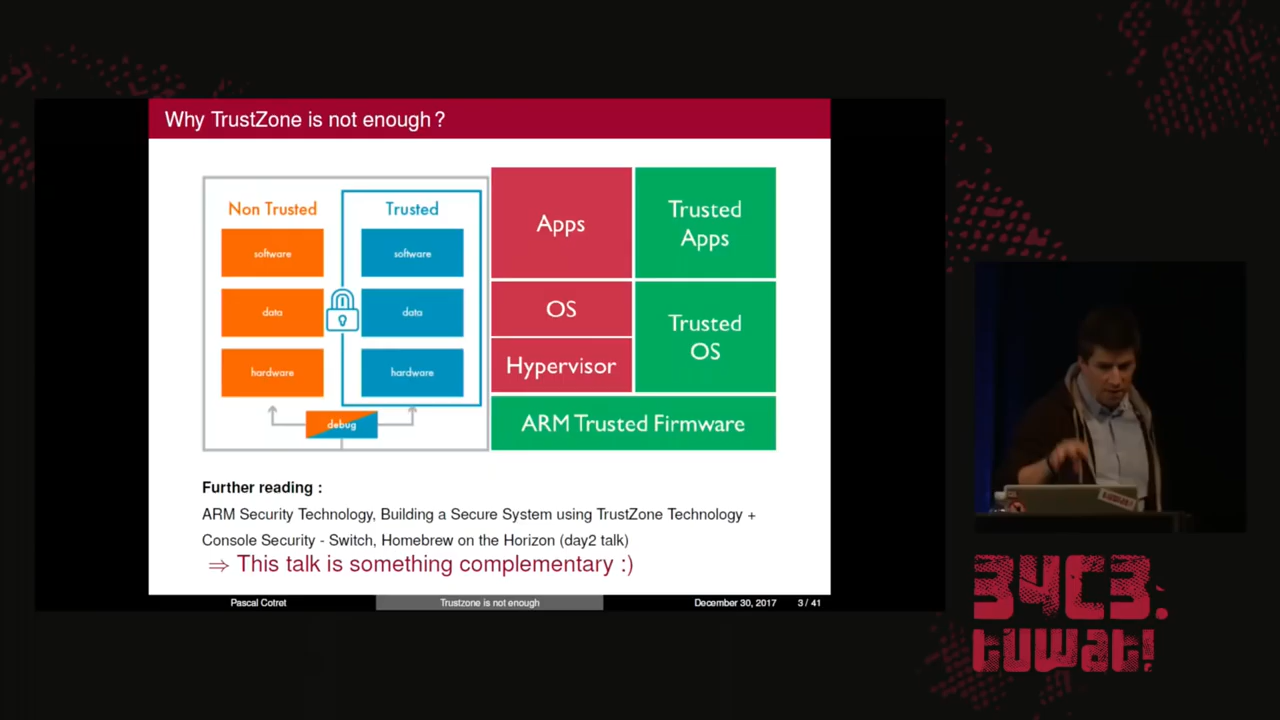 Why TrustZone is not enough ?
Non Trusted
Trusted
software
software
data
data
hardware
hardware
debug
Apps
Trusted
Apps
OS
Hypervisor
Trusted
OS
ARM Trusted Firmware
Further reading :
ARM Security Technology, Building a Secure System using TrustZone Technology +
Console Security - Switch, Homebrew on the Horizon (day2 talk)
⇒ This talk is something complementary :)
Pascal Cotret
Trustzone is not enough
December 30, 2017
3 / 41
tuwat!
34C3.
tuwat!